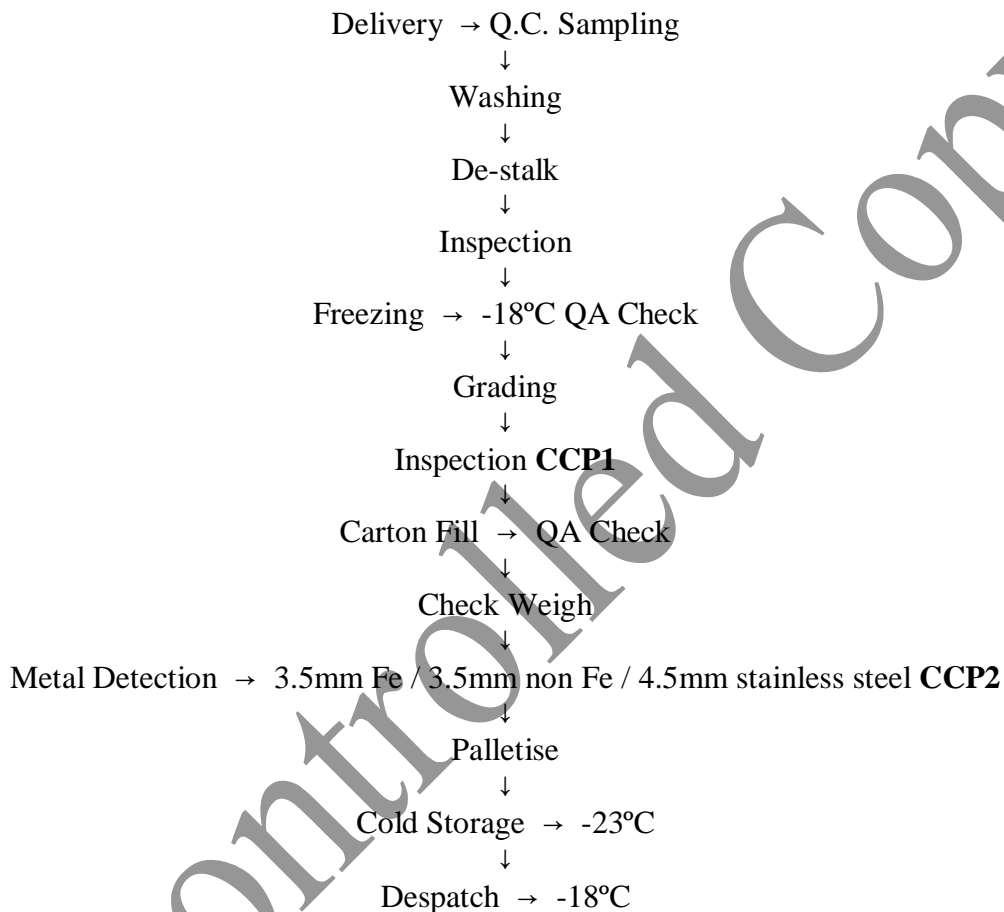 Delivery → Q.C. Sampling
↓
Washing
↓
De-stalk
↓
Inspection
↓
Freezing → -18ºC QA Check
↓
Grading
↓
Inspection CCP1
↓
Carton Fill → QA Check
↓
Check Weigh
↓
Metal Detection → 3.5mm Fe / 3.5mm non Fe / 4.5mm stainless steel CCP2
↓
Palletise
↓
Cold Storage → -23ºC
↓
Despatch → -18ºC
ontrolled Cop